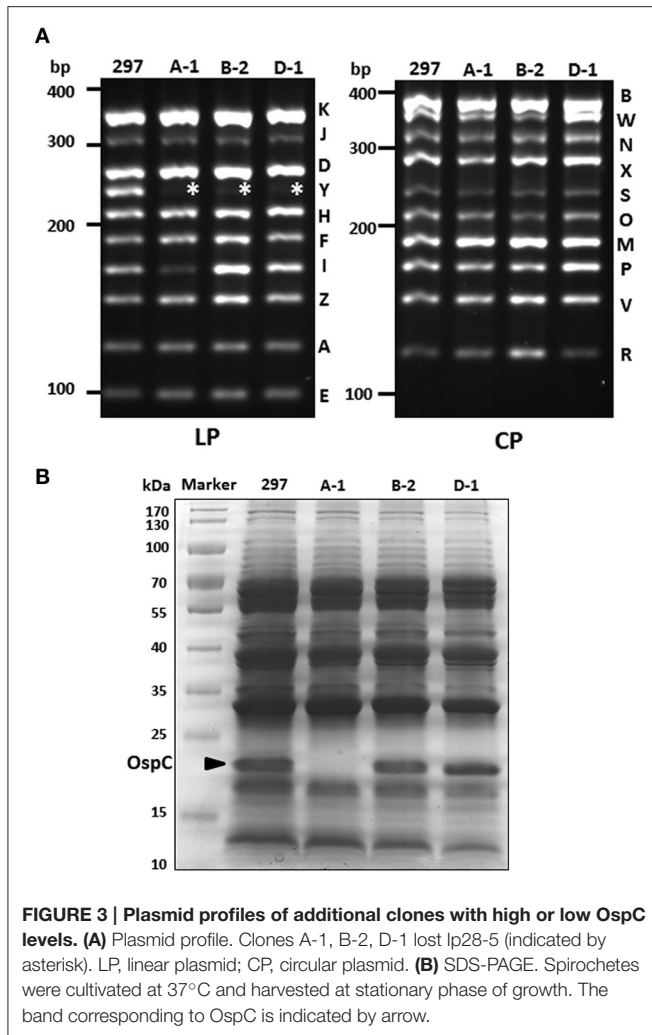 A
bp 297 A-1 B-2 D-1
400
300
200
100
K
J
D
Y
* * *
H
F
I
Z
A
E
LP
bp 297 A-1 B-2 D-1
400
300
200
100
B
W
N
X
S
O
M
P
V
R
CP
B
kDa Marker 297 A-1 B-2 D-1
170
130
100
70
55
40
35
25
OspC
15
10
FIGURE 3 | Plasmid profiles of additional clones with high or low OspC
levels. (A) Plasmid profile. Clones A-1, B-2, D-1 lost lp28-5 (indicated by
asterisk). LP, linear plasmid; CP, circular plasmid. (B) SDS-PAGE. Spirochetes
were cultivated at 37°C and harvested at stationary phase of growth. The
band corresponding to OspC is indicated by arrow.